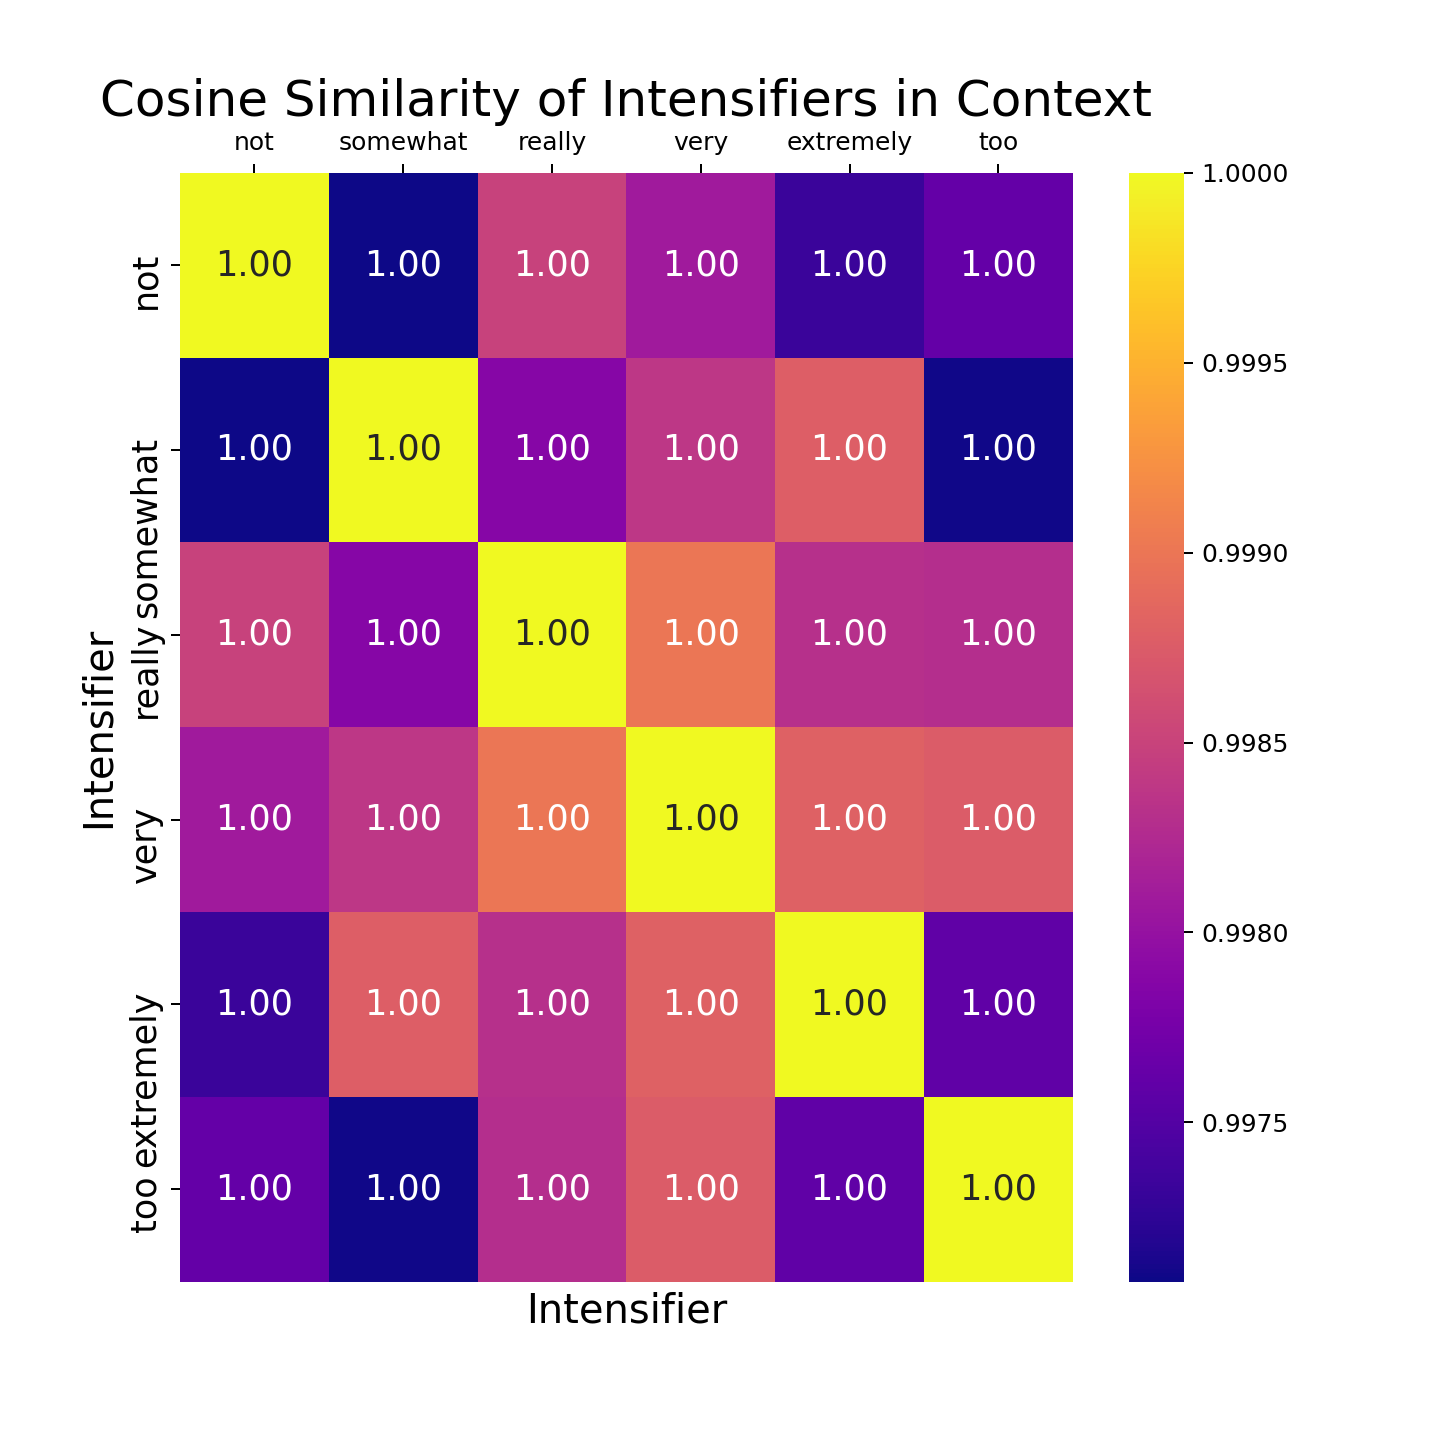 Cosine Similarity of Intensifiers in Context
not somewhat really very extremely too
not 1.00 1.00 1.00 1.00 1.00 1.00
somewhat 1.00 1.00 1.00 1.00 1.00 1.00
really 1.00 1.00 1.00 1.00 1.00 1.00
very 1.00 1.00 1.00 1.00 1.00 1.00
extremely 1.00 1.00 1.00 1.00 1.00 1.00
too 1.00 1.00 1.00 1.00 1.00 1.00
Intensifier
Intensifier
1.0000
0.9995
0.9990
0.9985
0.9980
0.9975